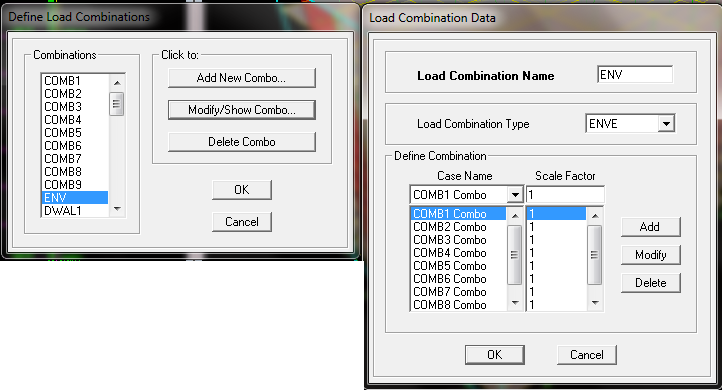 Define Load Combinations
Combinations
COMB1
COMB2
COMB3
COMB4
COMB5
COMB6
COMB7
COMB8
COMB9
ENV
DWAL1
Click to:
Add New Combo...
Modify/Show Combo...
Delete Combo
OK
Cancel
Load Combination Data
Load Combination Name ENV
Load Combination Type ENVE
Define Combination
Case Name Scale Factor
COMB1 Combo 1
COMB1 Combo 1
COMB2 Combo 1
COMB3 Combo 1
COMB4 Combo 1
COMB5 Combo 1
COMB6 Combo 1
COMB7 Combo 1
COMB8 Combo 1
Add
Modify
Delete
OK Cancel